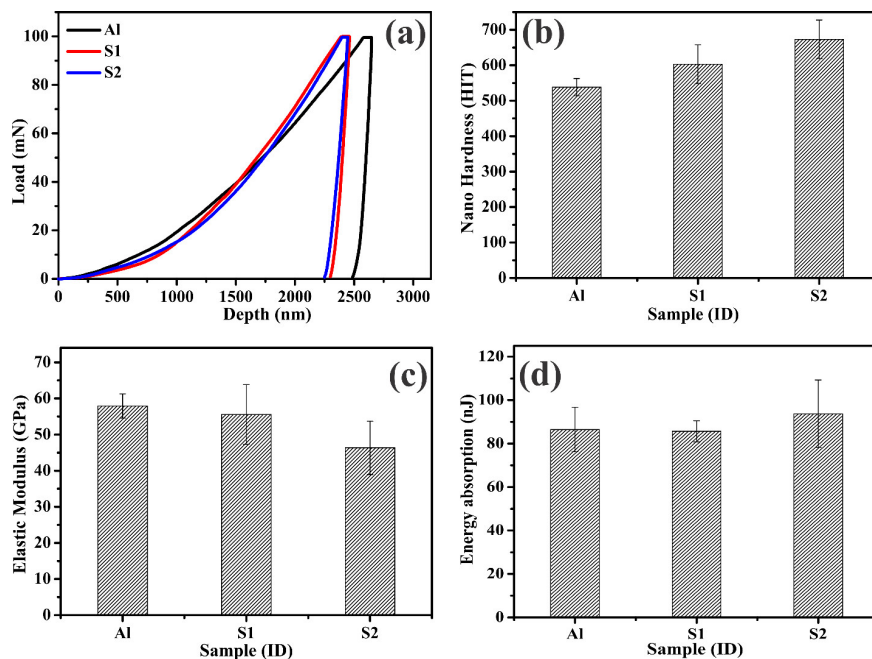 Al
S1
S2
(a)
100
80
60
40
20
0
Load (mN)
0 500 1000 1500 2000 2500 3000
Depth (nm)
(b)
700
600
500
400
300
200
100
0
Nano Hardness (HIT)
Al S1 S2
Sample (ID)
(c)
70
60
50
40
30
20
10
0
Elastic Modulus (GPa)
Al S1 S2
Sample (ID)
(d)
120
100
80
60
40
20
0
Energy absorption (nJ)
Al S1 S2
Sample (ID)